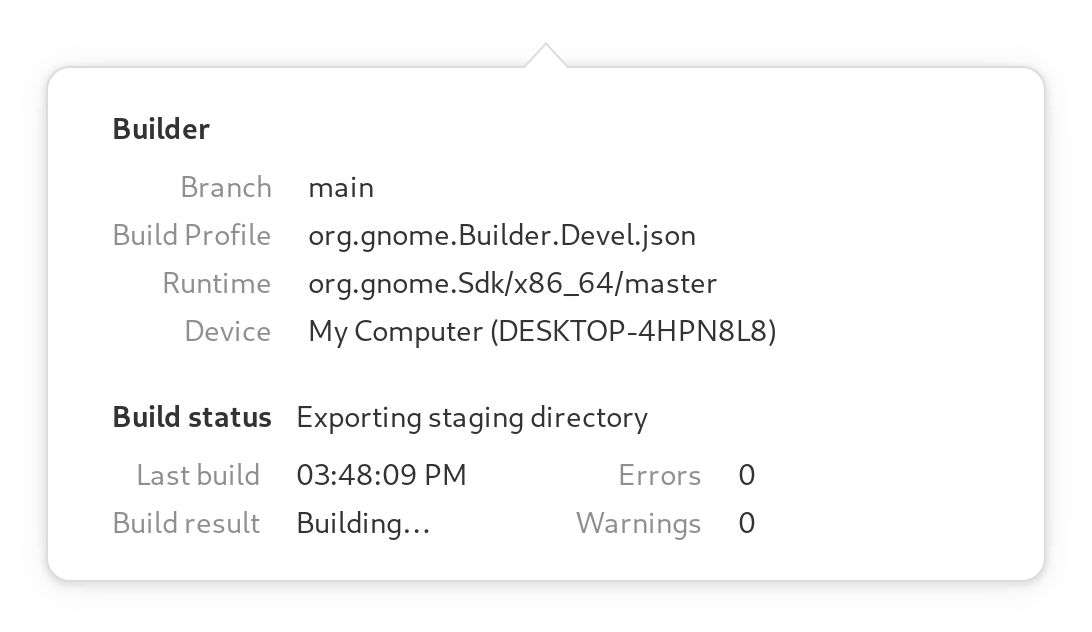 Builder
Branch main
Build Profile org.gnome.Builder.Devel.json
Runtime org.gnome.Sdk/x86_64/master
Device My Computer (DESKTOP-4HPN8L8)
Build status Exporting staging directory
Last build 03:48:09 PM Errors 0
Build result Building… Warnings 0